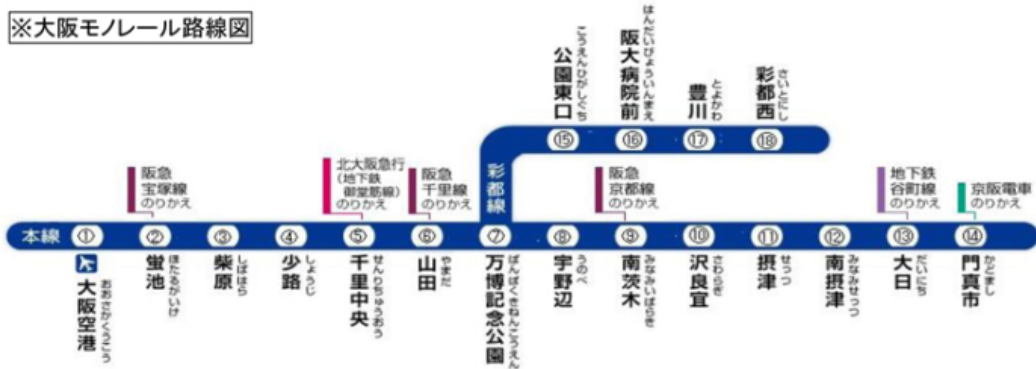 ※大阪モノレール路線図
こうえんひがしぐち
公園東口
はんだいびょういんまえ
阪大病院前
とよかわ
豊川
さいとにし
彩都西
⑮ ⑯ ⑰ ⑱
彩都線
阪急
宝塚線
のりかえ
北大阪急行
(地下鉄
御堂筋線)
のりかえ
阪急
千里線
のりかえ
阪急
京都線
のりかえ
地下鉄
谷町線
のりかえ
京阪電車
のりかえ
本線 ① ② ③ ④ ⑤ ⑥ ⑦ ⑧ ⑨ ⑩ ⑪ ⑫ ⑬ ⑭
大阪空港
おおさかくうこう
蛍池
ほたるがいけ
柴原
しばはら
少路
しょうじ
千里中央
せんりちゅうおう
山田
やまだ
万博記念公園
ばんぱくきねんこうえん
宇野辺
うのべ
南茨木
みなみいばらき
沢良宜
さわらぎ
摂津
せっつ
南摂津
みなみせっつ
大日
だいにち
門真市
かどまし